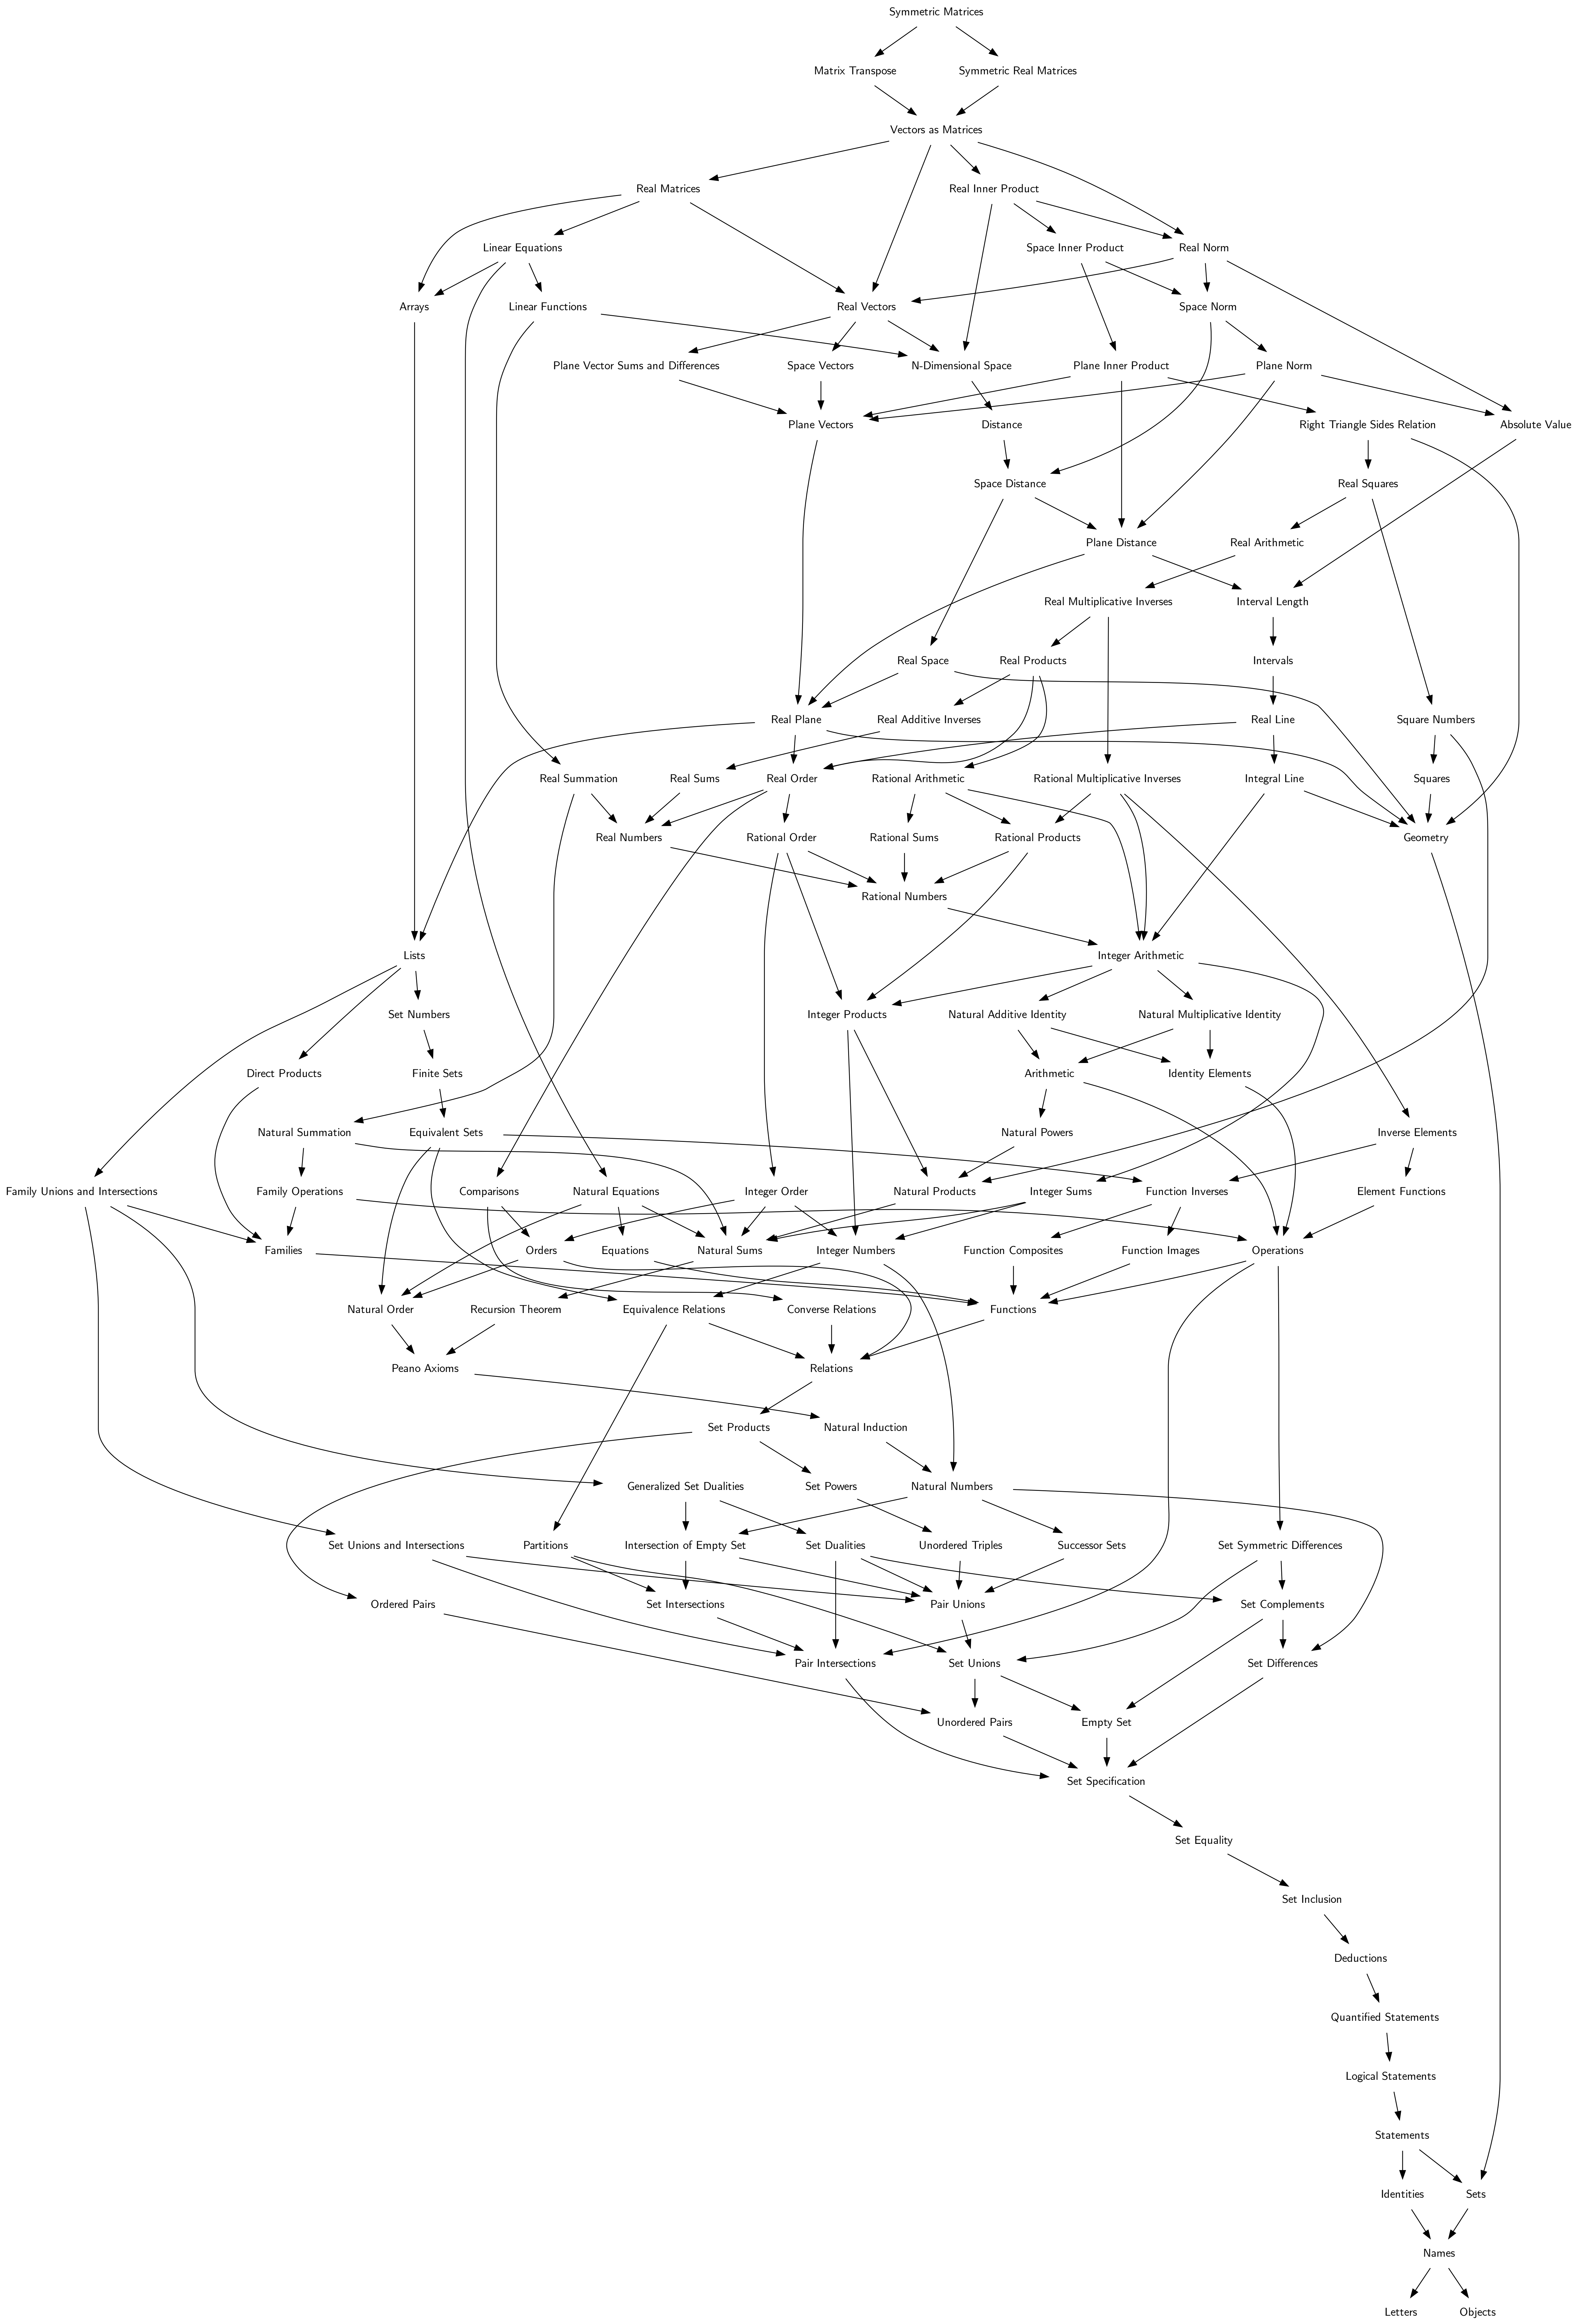 Symmetric Matrices
Matrix Transpose
Symmetric Real Matrices
Vectors as Matrices
Real Matrices
Real Inner Product
Linear Equations
Space Inner Product
Real Norm
Arrays
Linear Functions
Real Vectors
Space Norm
Plane Vector Sums and Differences
Space Vectors
N-Dimensional Space
Plane Inner Product
Plane Norm
Plane Vectors
Distance
Right Triangle Sides Relation
Absolute Value
Space Distance
Real Squares
Plane Distance
Real Arithmetic
Real Multiplicative Inverses
Interval Length
Real Space
Real Products
Intervals
Real Plane
Real Additive Inverses
Real Line
Square Numbers
Real Summation
Real Sums
Real Order
Rational Arithmetic
Rational Multiplicative Inverses
Integral Line
Squares
Real Numbers
Rational Order
Rational Sums
Rational Products
Geometry
Rational Numbers
Lists
Integer Arithmetic
Set Numbers
Integer Products
Natural Additive Identity
Natural Multiplicative Identity
Direct Products
Finite Sets
Arithmetic
Identity Elements
Natural Summation
Equivalent Sets
Natural Powers
Inverse Elements
Family Unions and Intersections
Family Operations
Comparisons
Natural Equations
Integer Order
Natural Products
Integer Sums
Function Inverses
Element Functions
Families
Orders
Equations
Natural Sums
Integer Numbers
Function Composites
Function Images
Operations
Natural Order
Recursion Theorem
Equivalence Relations
Converse Relations
Functions
Peano Axioms
Relations
Set Products
Natural Induction
Generalized Set Dualities
Set Powers
Natural Numbers
Set Unions and Intersections
Partitions
Intersection of Empty Set
Set Dualities
Unordered Triples
Successor Sets
Set Symmetric Differences
Ordered Pairs
Set Intersections
Pair Unions
Set Complements
Pair Intersections
Set Unions
Set Differences
Unordered Pairs
Empty Set
Set Specification
Set Equality
Set Inclusion
Deductions
Quantified Statements
Logical Statements
Statements
Identities
Sets
Names
Letters
Objects